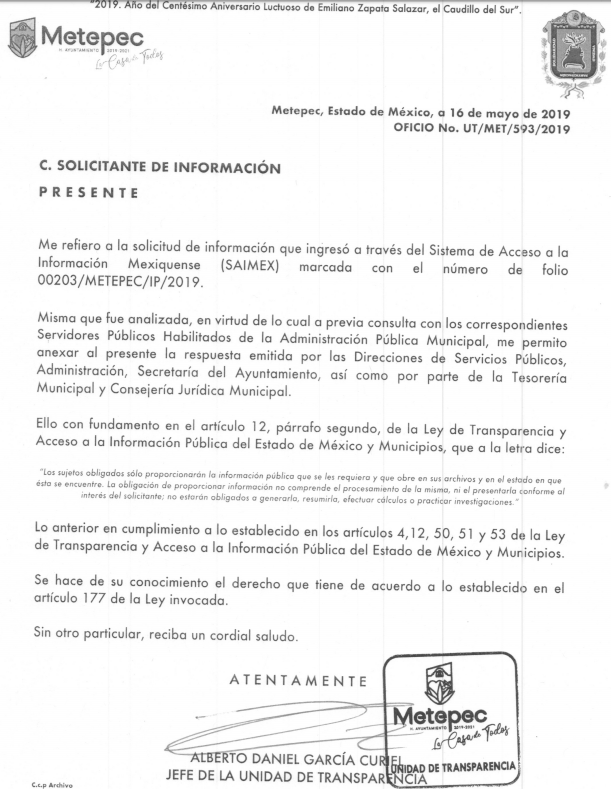 "2019. Año del Centésimo Aniversario Luctuoso de Emiliano Zapata Salazar, el Caudillo del Sur".
Metepec
H. AYUNTAMIENTO 2019-2021
La Casa de Todos
Metepec, Estado de México, a 16 de mayo de 2019
OFICIO No. UT/MET/593/2019
C. SOLICITANTE DE INFORMACIÓN
P R E S E N T E
Me refiero a la solicitud de información que ingresó a través del Sistema de Acceso a la
Información Mexiquense (SAIMEX) marcada con el número de folio
00203/METEPEC/IP/2019.
Misma que fue analizada, en virtud de lo cual a previa consulta con los correspondientes
Servidores Públicos Habilitados de la Administración Pública Municipal, me permito
anexar al presente la respuesta emitida por las Direcciones de Servicios Públicos,
Administración, Secretaría del Ayuntamiento, así como por parte de la Tesorería
Municipal y Consejería Jurídica Municipal.
Ello con fundamento en el artículo 12, párrafo segundo, de la Ley de Transparencia y
Acceso a la Información Pública del Estado de México y Municipios, que a la letra dice:
"Los sujetos obligados sólo proporcionarán la información pública que se les requiera y que obre en sus archivos y en el estado en que
ésta se encuentre. La obligación de proporcionar información no comprende el procesamiento de la misma, ni el presentarla conforme al
interés del solicitante; no estarán obligados a generarla, resumirla, efectuar cálculos o practicar investigaciones."
Lo anterior en cumplimiento a lo establecido en los artículos 4,12, 50, 51 y 53 de la Ley
de Transparencia y Acceso a la Información Pública del Estado de México y Municipios.
Se hace de su conocimiento el derecho que tiene de acuerdo a lo establecido en el
artículo 177 de la Ley invocada.
Sin otro particular, reciba un cordial saludo.
A T E N T A M E N T E
Metepec
H. AYUNTAMIENTO 2019-2021
La Casa de Todos
ALBERTO DANIEL GARCÍA CURIEL
UNIDAD DE TRANSPARENCIA
JEFE DE LA UNIDAD DE TRANSPARENCIA
C.c.p Archivo